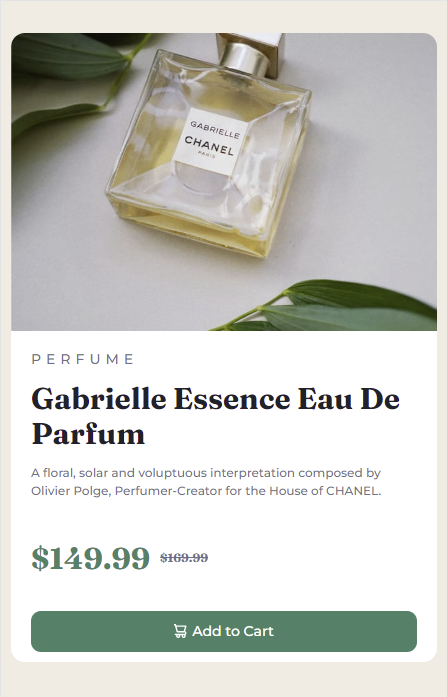 GABRIELLE
CHANEL
PARIS
PERFUME
Gabrielle Essence Eau De
Parfum
A floral, solar and voluptuous interpretation composed by
Olivier Polge, Perfumer-Creator for the House of CHANEL.
$149.99 $169.99
Add to Cart